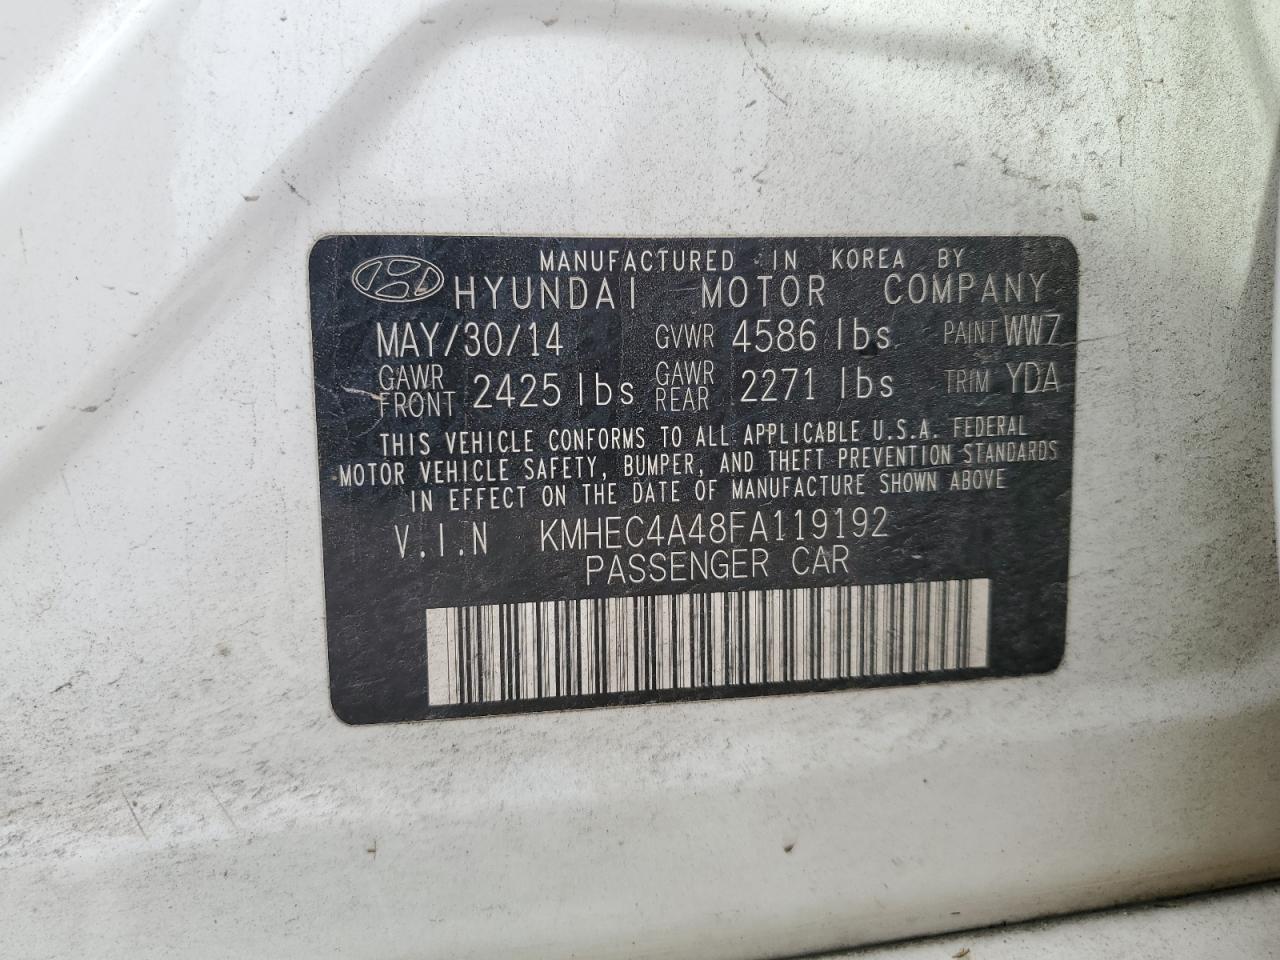 MANUFACTURED IN KOREA BY
HYUNDAI MOTOR COMPANY
MAY/30/14 GVWR 4586 lbs PAINT WW7
GAWR FRONT 2425 lbs GAWR REAR 2271 lbs TRIM YDA
THIS VEHICLE CONFORMS TO ALL APPLICABLE U.S.A. FEDERAL
MOTOR VEHICLE SAFETY, BUMPER, AND THEFT PREVENTION STANDARDS
IN EFFECT ON THE DATE OF MANUFACTURE SHOWN ABOVE
V.I.N KMHEC4A48FA119192
PASSENGER CAR